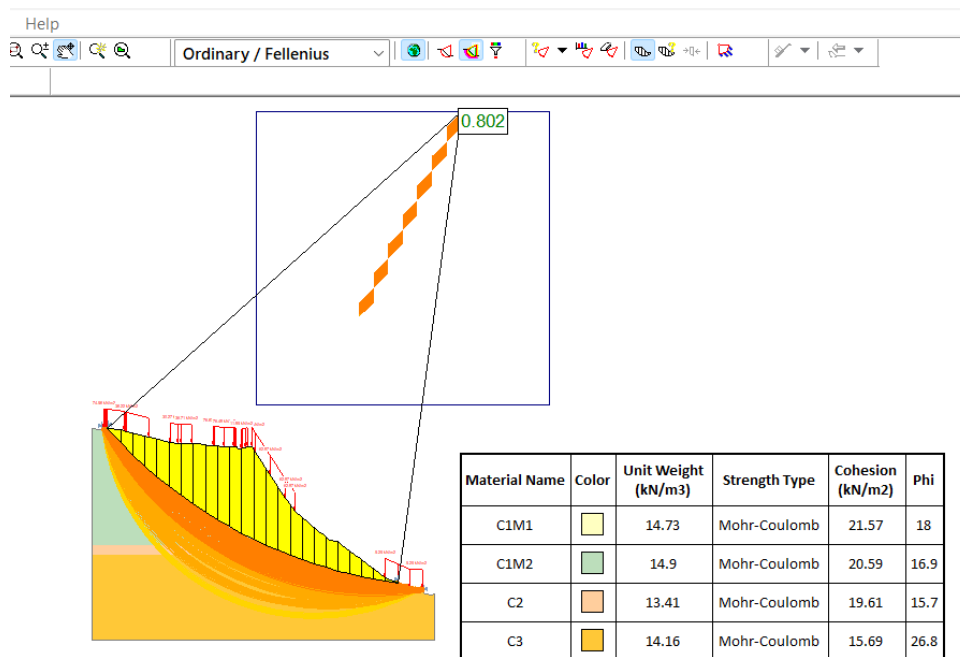 Help
Ordinary / Fellenius
0.802
Material Name Color Unit Weight (kN/m3) Strength Type Cohesion (kN/m2) Phi
C1M1 14.73 Mohr-Coulomb 21.57 18
C1M2 14.9 Mohr-Coulomb 20.59 16.9
C2 13.41 Mohr-Coulomb 19.61 15.7
C3 14.16 Mohr-Coulomb 15.69 26.8